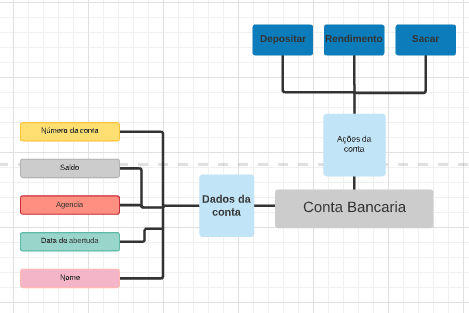 Depositar
Rendimento
Sacar
Ações da
conta
Número da conta
Saldo
Agencia
Data de abertuda
Nome
Dados da
conta
Conta Bancaria